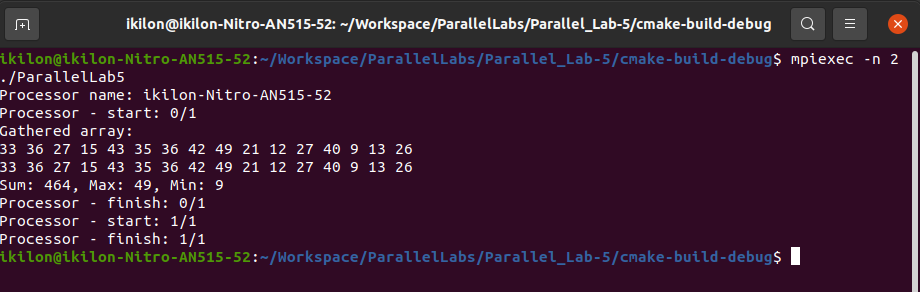 ikilon@ikilon-Nitro-AN515-52: ~/Workspace/ParallelLabs/Parallel_Lab-5/cmake-build-debug
ikilon@ikilon-Nitro-AN515-52:~/Workspace/ParallelLabs/Parallel_Lab-5/cmake-build-debug$ mpiexec -n 2
./ParallelLab5
Processor name: ikilon-Nitro-AN515-52
Processor - start: 0/1
Gathered array:
33 36 27 15 43 35 36 42 49 21 12 27 40 9 13 26
33 36 27 15 43 35 36 42 49 21 12 27 40 9 13 26
Sum: 464, Max: 49, Min: 9
Processor - finish: 0/1
Processor - start: 1/1
Processor - finish: 1/1
ikilon@ikilon-Nitro-AN515-52:~/Workspace/ParallelLabs/Parallel_Lab-5/cmake-build-debug$